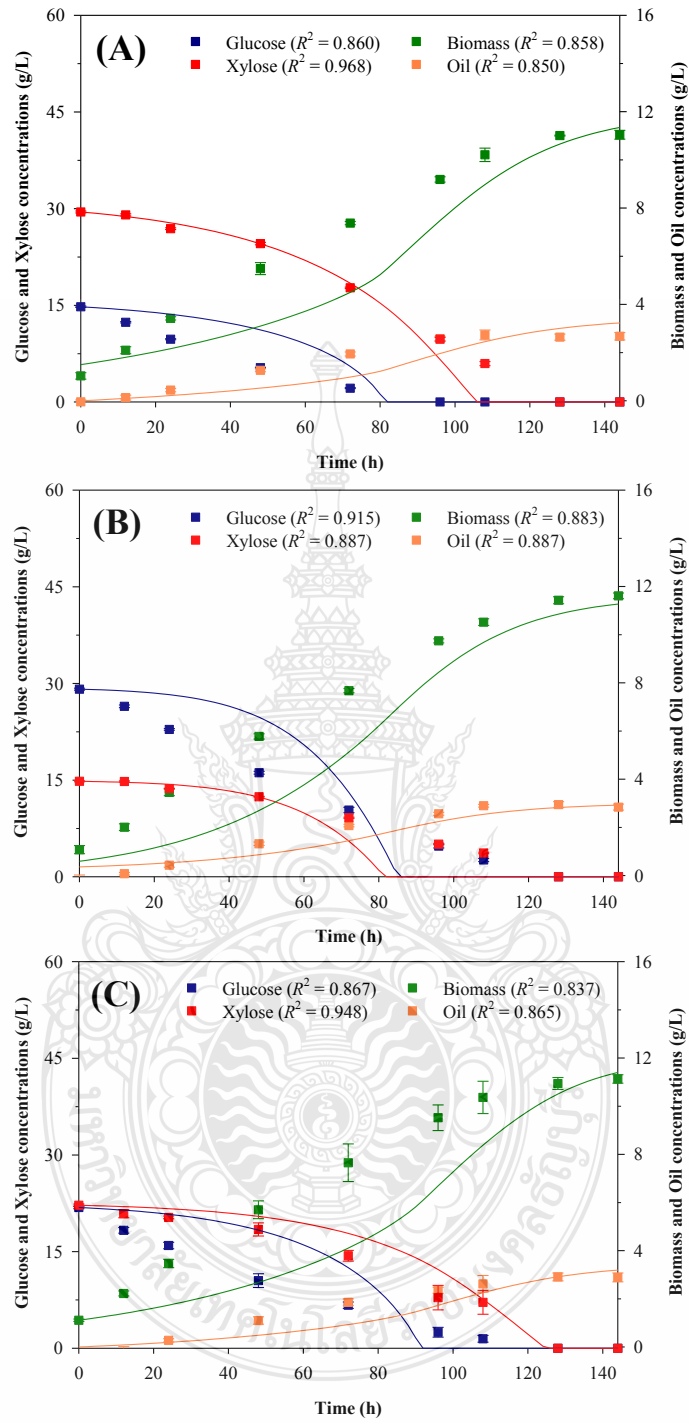 (A)
Glucose (R² = 0.860)
Biomass (R² = 0.858)
Xylose (R² = 0.968)
Oil (R² = 0.850)
Glucose and Xylose concentrations (g/L)
60
45
30
15
0
Biomass and Oil concentrations (g/L)
16
12
8
4
0
0 20 40 60 80 100 120 140
Time (h)
(B)
Glucose (R² = 0.915)
Biomass (R² = 0.883)
Xylose (R² = 0.887)
Oil (R² = 0.887)
Glucose and Xylose concentrations (g/L)
60
45
30
15
0
Biomass and Oil concentrations (g/L)
16
12
8
4
0
0 20 40 60 80 100 120 140
Time (h)
(C)
Glucose (R² = 0.867)
Biomass (R² = 0.837)
Xylose (R² = 0.948)
Oil (R² = 0.865)
Glucose and Xylose concentrations (g/L)
60
45
30
15
0
Biomass and Oil concentrations (g/L)
16
12
8
4
0
0 20 40 60 80 100 120 140
Time (h)